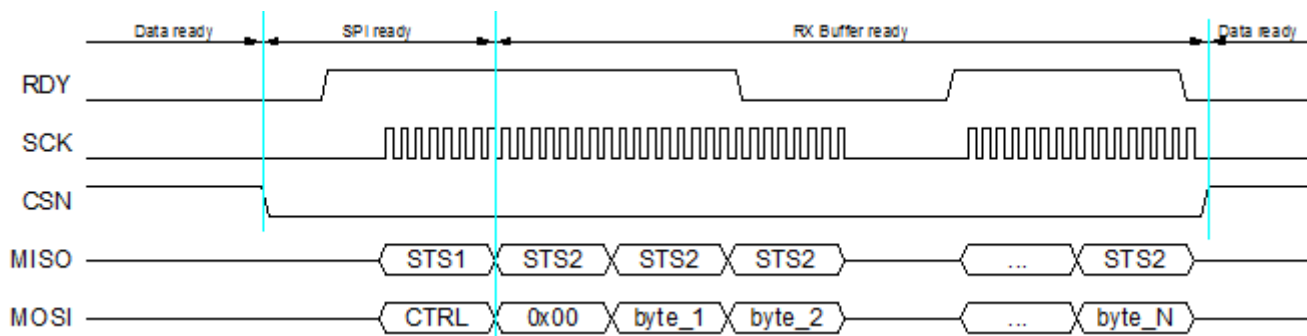 Data ready SPI ready RX Buffer ready Data ready
RDY
SCK
CSN
MISO STS1 STS2 STS2 STS2 ... STS2
MOSI CTRL 0x00 byte_1 byte_2 ... byte_N